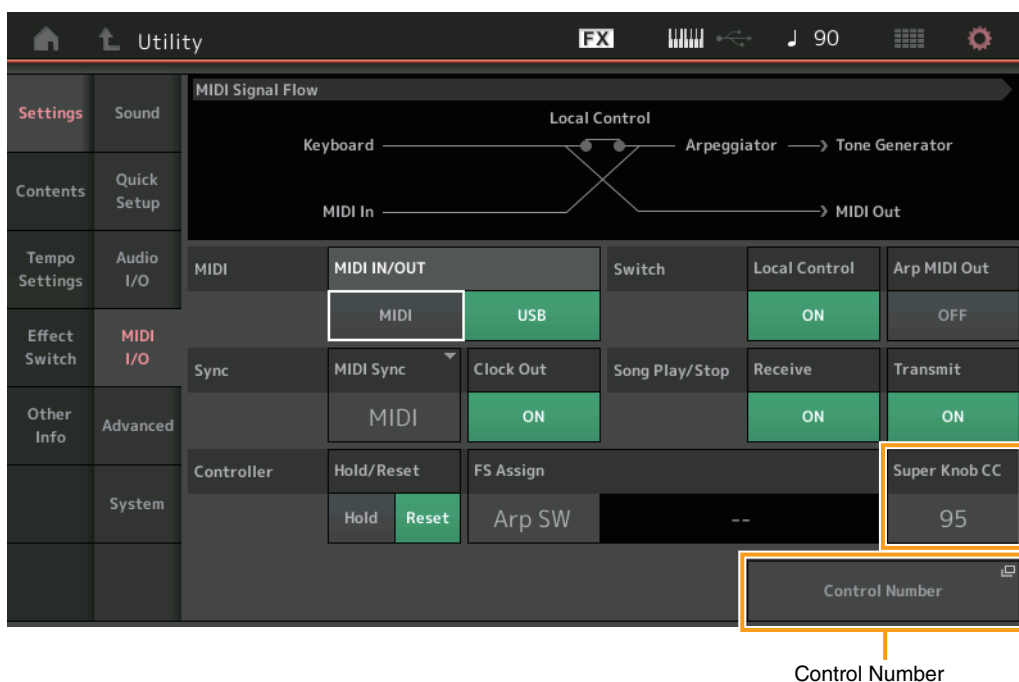 Utility FX 90
MIDI Signal Flow
Local Control
Keyboard Arpeggiator Tone Generator
MIDI In MIDI Out
Settings Sound
Contents Quick Setup
Tempo Settings Audio I/O
Effect Switch MIDI I/O
Other Info Advanced
System
MIDI MIDI IN/OUT Switch Local Control Arp MIDI Out
MIDI USB ON OFF
Sync MIDI Sync Clock Out Song Play/Stop Receive Transmit
MIDI ON ON ON
Controller Hold/Reset FS Assign Super Knob CC
Hold Reset Arp SW -- 95
Control Number
Control Number